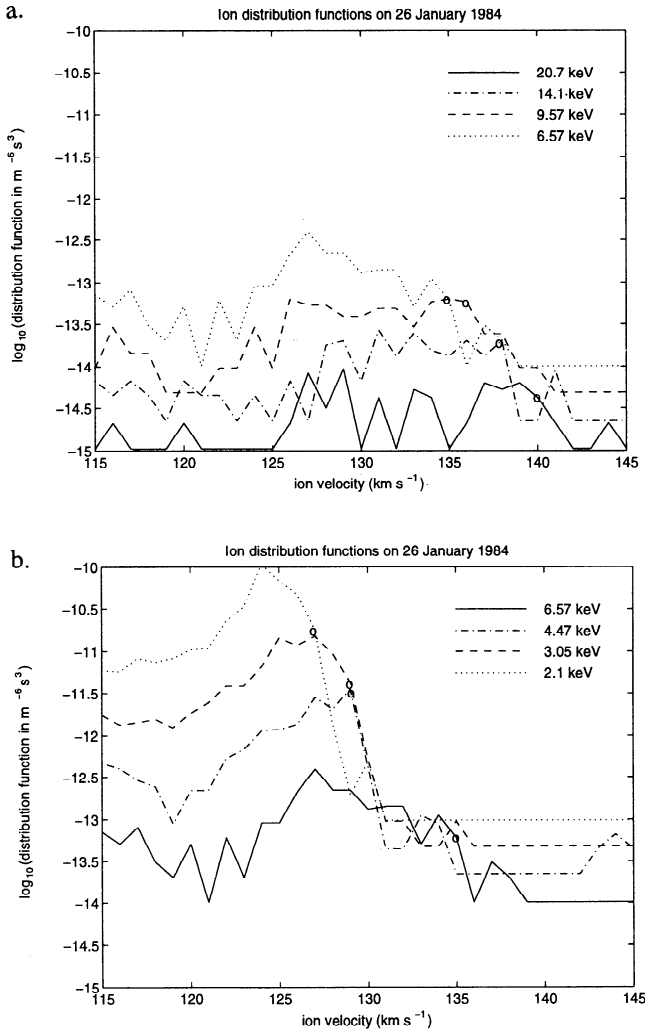 a.
Ion distribution functions on 26 January 1984
log10(distribution function in m-6s3)
-10
-10.5
-11
-11.5
-12
-12.5
-13
-13.5
-14
-14.5
-15
20.7 keV
14.1 keV
9.57 keV
6.57 keV
115
120
125
130
135
140
145
ion velocity (km s-1)
b.
Ion distribution functions on 26 January 1984
log10(distribution function in m-6s3)
-10
-10.5
-11
-11.5
-12
-12.5
-13
-13.5
-14
-14.5
-15
6.57 keV
4.47 keV
3.05 keV
2.1 keV
115
120
125
130
135
140
145
ion velocity (km s-1)